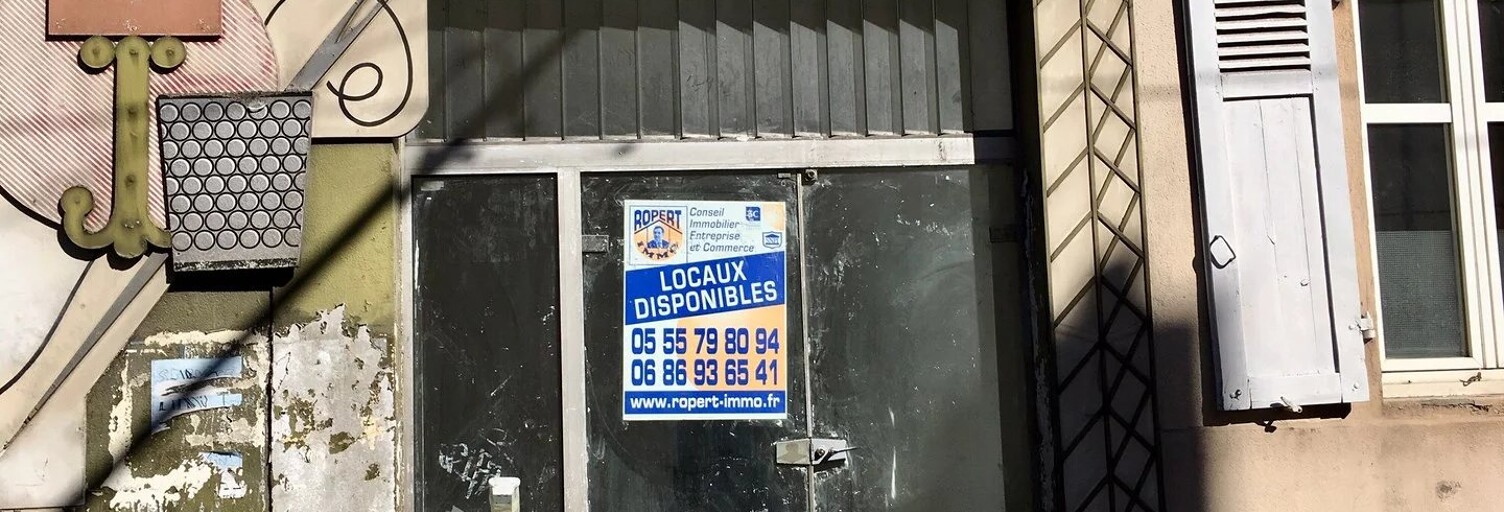 ROPERT
IMMO
Conseil
Immobilier
Entreprise
et Commerce
LOCAUX
DISPONIBLES
05 55 79 80 94
06 86 93 65 41
www.ropert-immo.fr